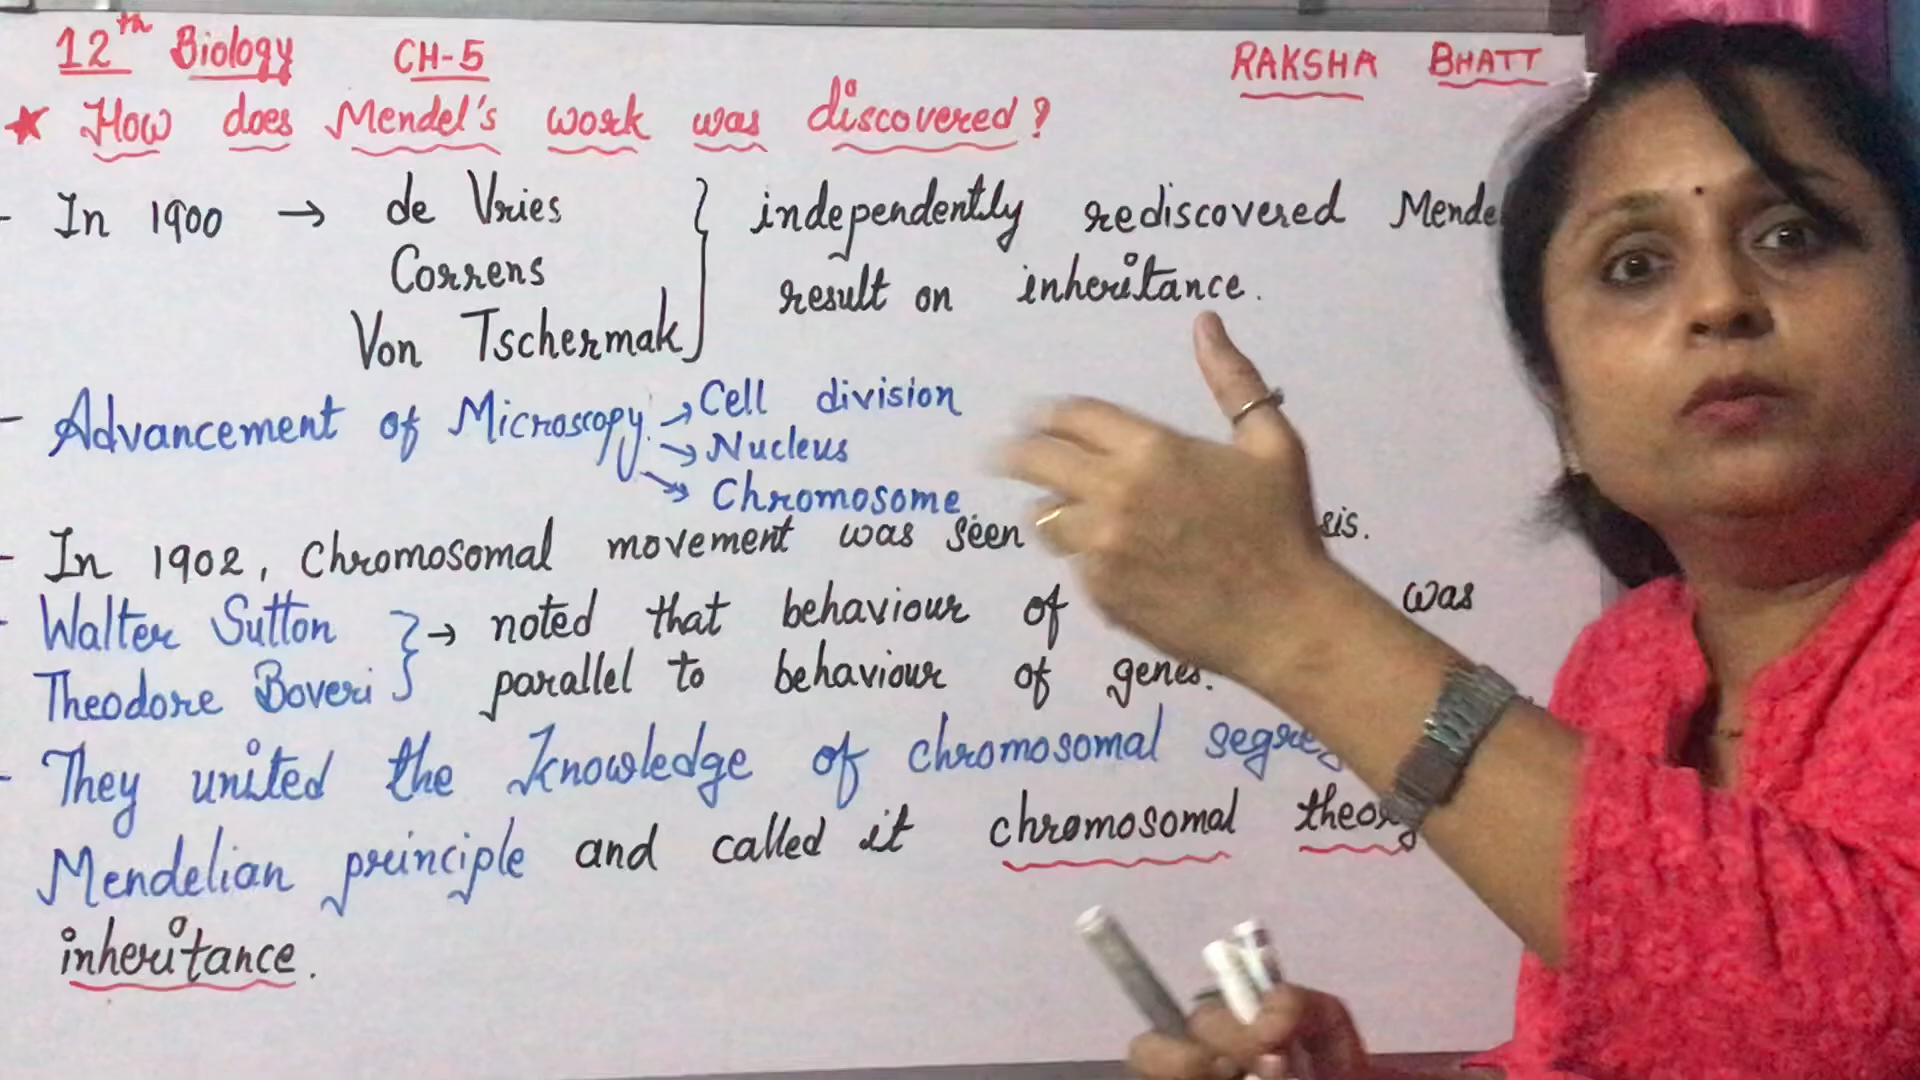 12th Biology CH-5 RAKSHA BHATT
★ How does Mendel's work was discovered?
- In 1900 → de Vries } independently rediscovered Mende
Correns result on inheritance.
Von Tschermak
- Advancement of Microscopy. → Cell division
→ Nucleus
→ Chromosome
- In 1902, Chromosomal movement was seen sis.
- Walter Sutton } → noted that behaviour of was
Theodore Boveri parallel to behaviour of genes.
- They united the knowledge of chromosomal
Mendelian principle and called it chromosomal theory
inheritance.